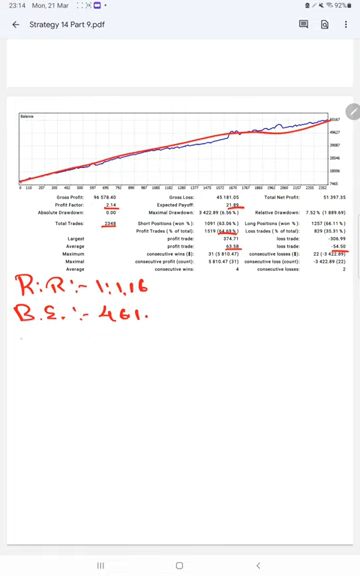 23:14 Mon, 21 Mar 92%
Strategy 14 Part 9.pdf
Balance
Gross Profit: 96 578.40 Gross Loss: 45 181.05 Total Net Profit: 51 397.35
Profit Factor: 2.14 Expected Payoff: 21.89
Absolute Drawdown: 0.00 Maximal Drawdown: 3 422.89 (6.56%) Relative Drawdown: 7.52% (1 889.69)
Total Trades: 2348 Short Positions (won %): 1091 (63.06%) Long Positions (won %): 1257 (66.11%)
Profit Trades (% of total): 1519 (64.69%) Loss trades (% of total): 829 (35.31%)
Largest profit trade: 374.71 loss trade: -306.99
Average profit trade: 63.58 loss trade: -54.50
Maximum consecutive wins ($): 31 (5 810.47) consecutive losses ($): 22 (-3 422.89)
Maximal consecutive profit (count): 5 810.47 (31) consecutive loss (count): -3 422.89 (22)
Average consecutive wins: 4 consecutive losses: 2
R:R:- 1:1.16
B.E.:- 461.